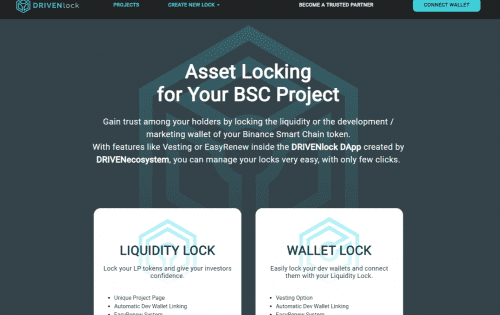 DRIVENlock
PROJECTS
CREATE NEW LOCK
BECOME A TRUSTED PARTNER
CONNECT WALLET
Asset Locking
for Your BSC Project
Gain trust among your holders by locking the liquidity or the development /
marketing wallet of your Binance Smart Chain token.
With features like Vesting or EasyRenew inside the DRIVENlock DApp created by
DRIVENecosystem, you can manage your locks very easy, with only few clicks.
LIQUIDITY LOCK
Lock your LP tokens and give your investors
confidence.
• Unique Project Page
• Automatic Dev Wallet Linking
• EasyRenew System
WALLET LOCK
Easily lock your dev wallets and connect
them with your Liquidity Lock.
• Vesting Option
• Automatic Dev Wallet Linking
• EasyRenew System